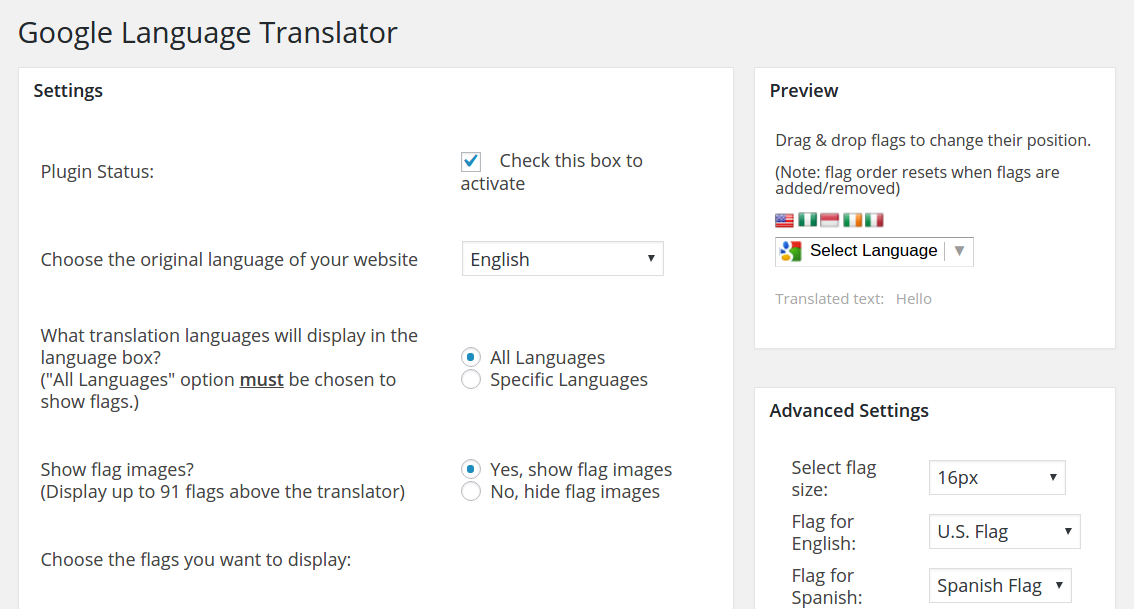 Google Language Translator
Settings
Plugin Status:
Check this box to
activate
Choose the original language of your website
English
What translation languages will display in the
language box?
("All Languages" option must be chosen to
show flags.)
All Languages
Specific Languages
Show flag images?
(Display up to 91 flags above the translator)
Yes, show flag images
No, hide flag images
Choose the flags you want to display:
Preview
Drag & drop flags to change their position.
(Note: flag order resets when flags are
added/removed)
Select Language
Translated text: Hello
Advanced Settings
Select flag
size:
16px
Flag for
English:
U.S. Flag
Flag for
Spanish:
Spanish Flag